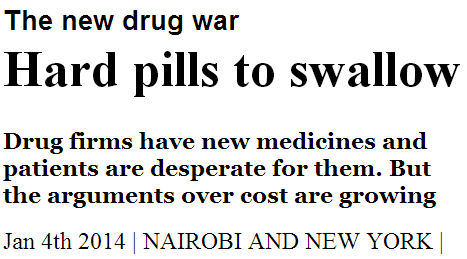 The new drug war
Hard pills to swallow
Drug firms have new medicines and
patients are desperate for them. But
the arguments over cost are growing
Jan 4th 2014 | NAIROBI AND NEW YORK |